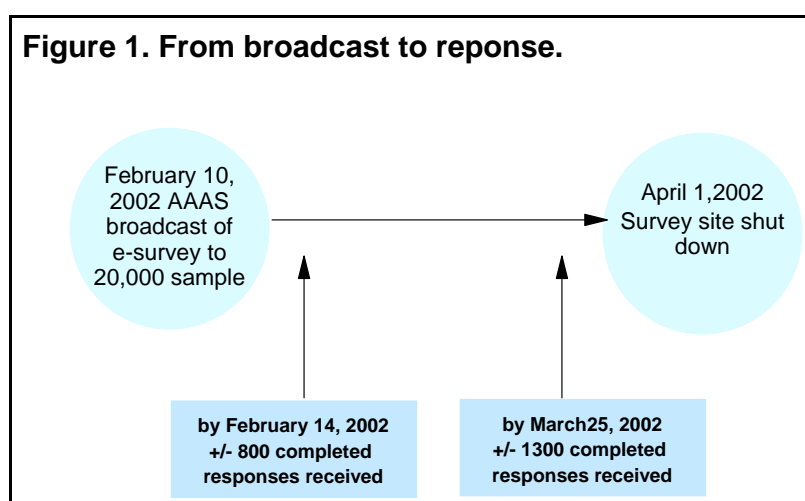 Figure 1. From broadcast to reponse.
February 10,
2002 AAAS
broadcast of
e-survey to
20,000 sample
April 1,2002
Survey site shut
down
by February 14, 2002
+/- 800 completed
responses received
by March25, 2002
+/- 1300 completed
responses received